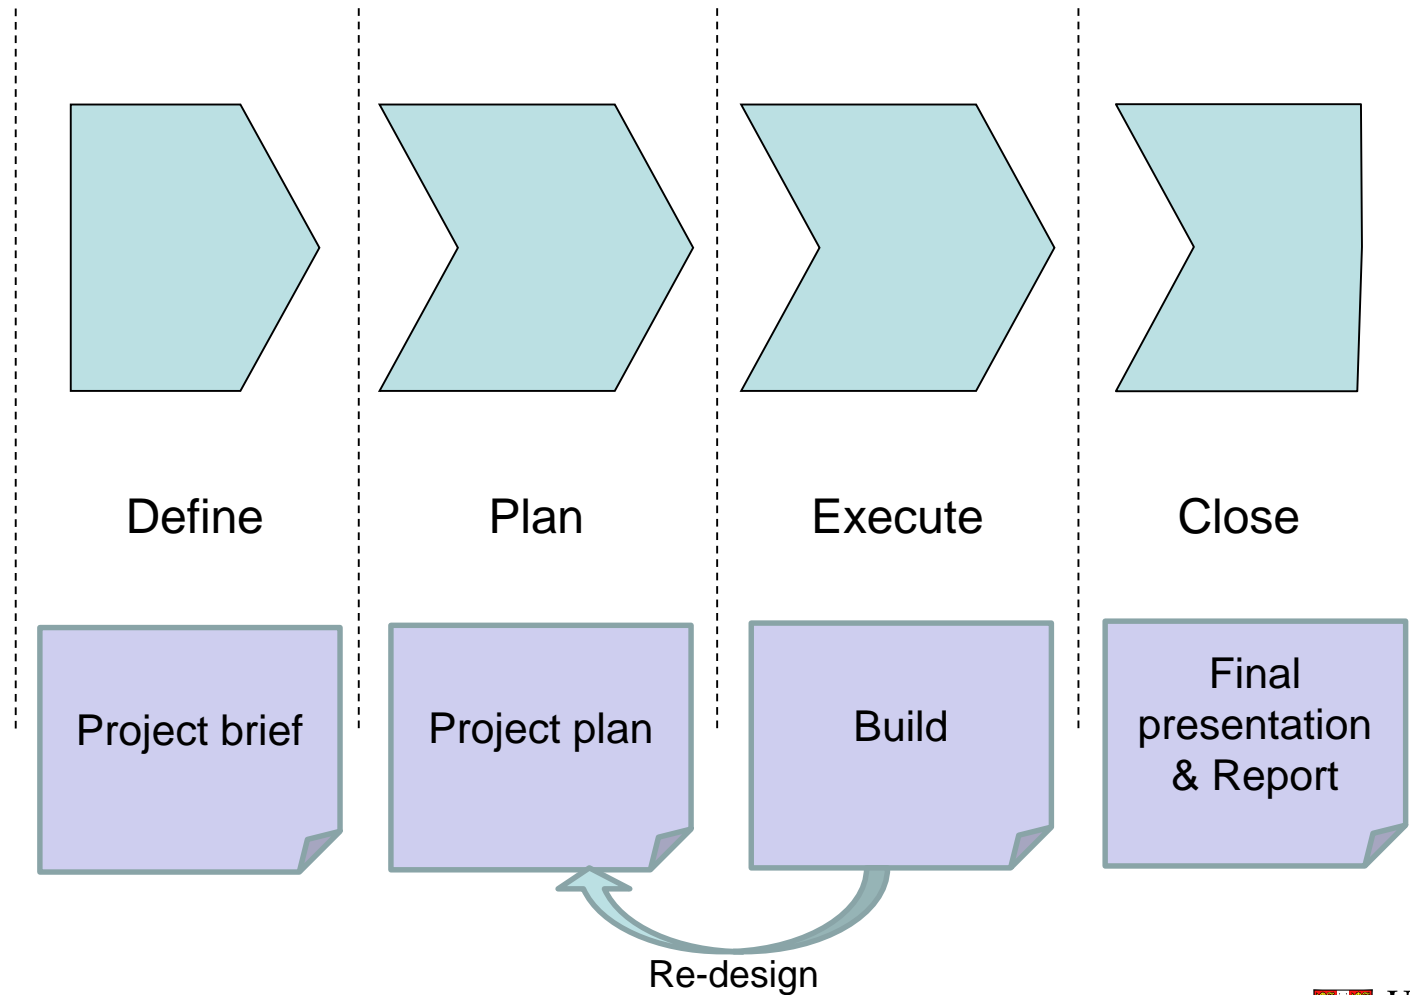 Define
Plan
Execute
Close
Project brief
Project plan
Build
Final
presentation
& Report
Re-design